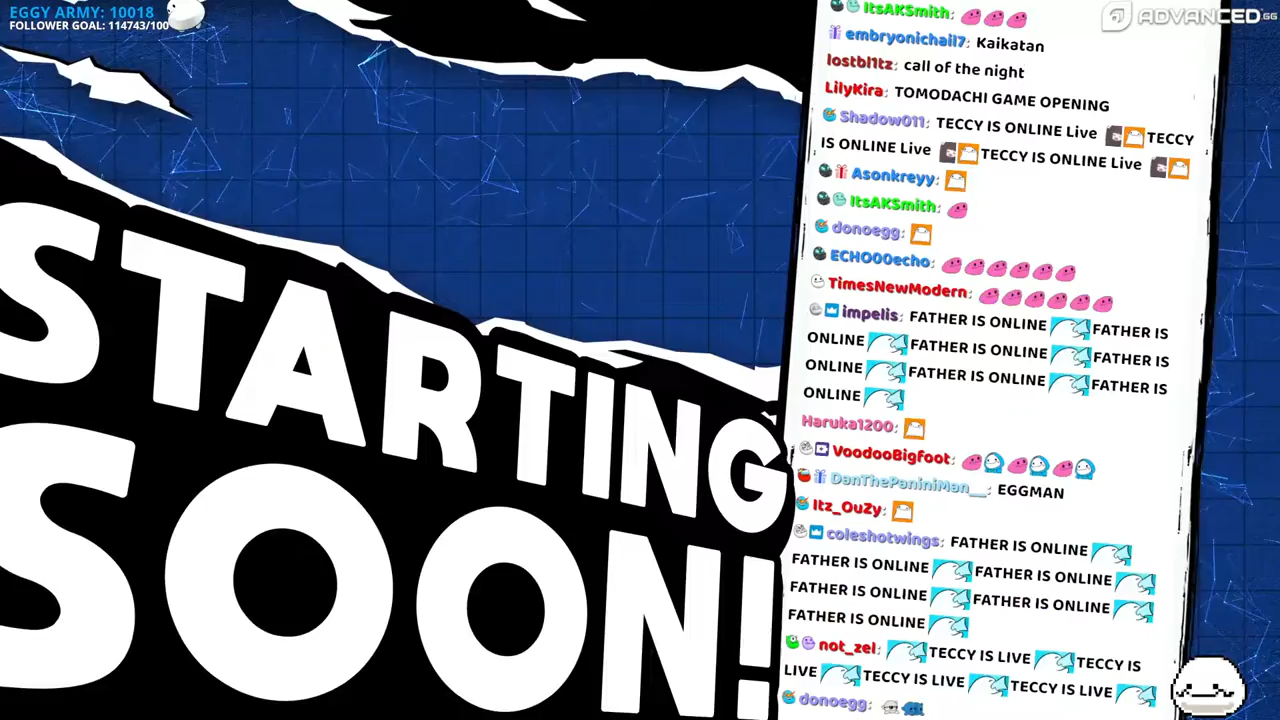 EGGY ARMY: 10018
FOLLOWER GOAL: 114743/100
ADVANCED.GG
STARTING
SOON!
ItsAKSmith:
embryonichail7: Kaikatan
lostbl1tz: call of the night
LilyKira: TOMODACHI GAME OPENING
Shadow011: TECCY IS ONLINE Live TECCY
IS ONLINE Live TECCY IS ONLINE Live
Asonkreyy:
ItsAKSmith:
donoegg:
ECHO00echo:
TimesNewModern:
impelis: FATHER IS ONLINE FATHER IS
ONLINE FATHER IS ONLINE FATHER IS
ONLINE FATHER IS ONLINE FATHER IS
ONLINE
Haruka1200:
VoodooBigfoot:
DanThePaniniMan__: EGGMAN
Itz_OuZy:
coleshotwings: FATHER IS ONLINE
FATHER IS ONLINE FATHER IS ONLINE
FATHER IS ONLINE FATHER IS ONLINE
FATHER IS ONLINE
not_zel: TECCY IS LIVE TECCY IS
LIVE TECCY IS LIVE TECCY IS LIVE
donoegg: